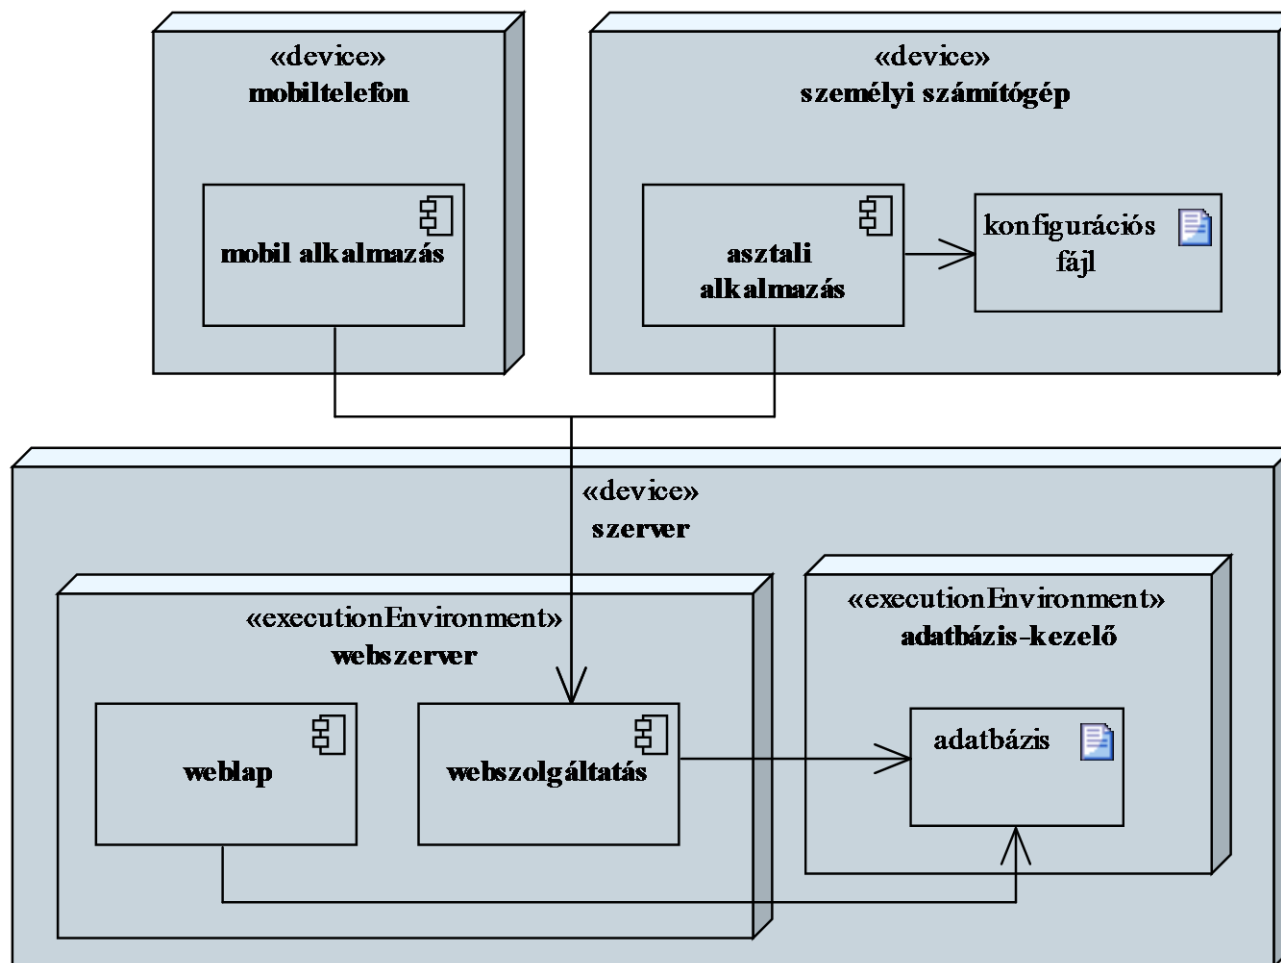 «device»
mobiltelefon
mobil alkalmazás
«device»
személyi számítógép
asztali
alkalmazás
konfigurációs
fájl
«device»
szerver
«executionEnvironment»
webszerver
weblap
webszolgáltatás
«executionEnvironment»
adatbázis-kezelő
adatbázis